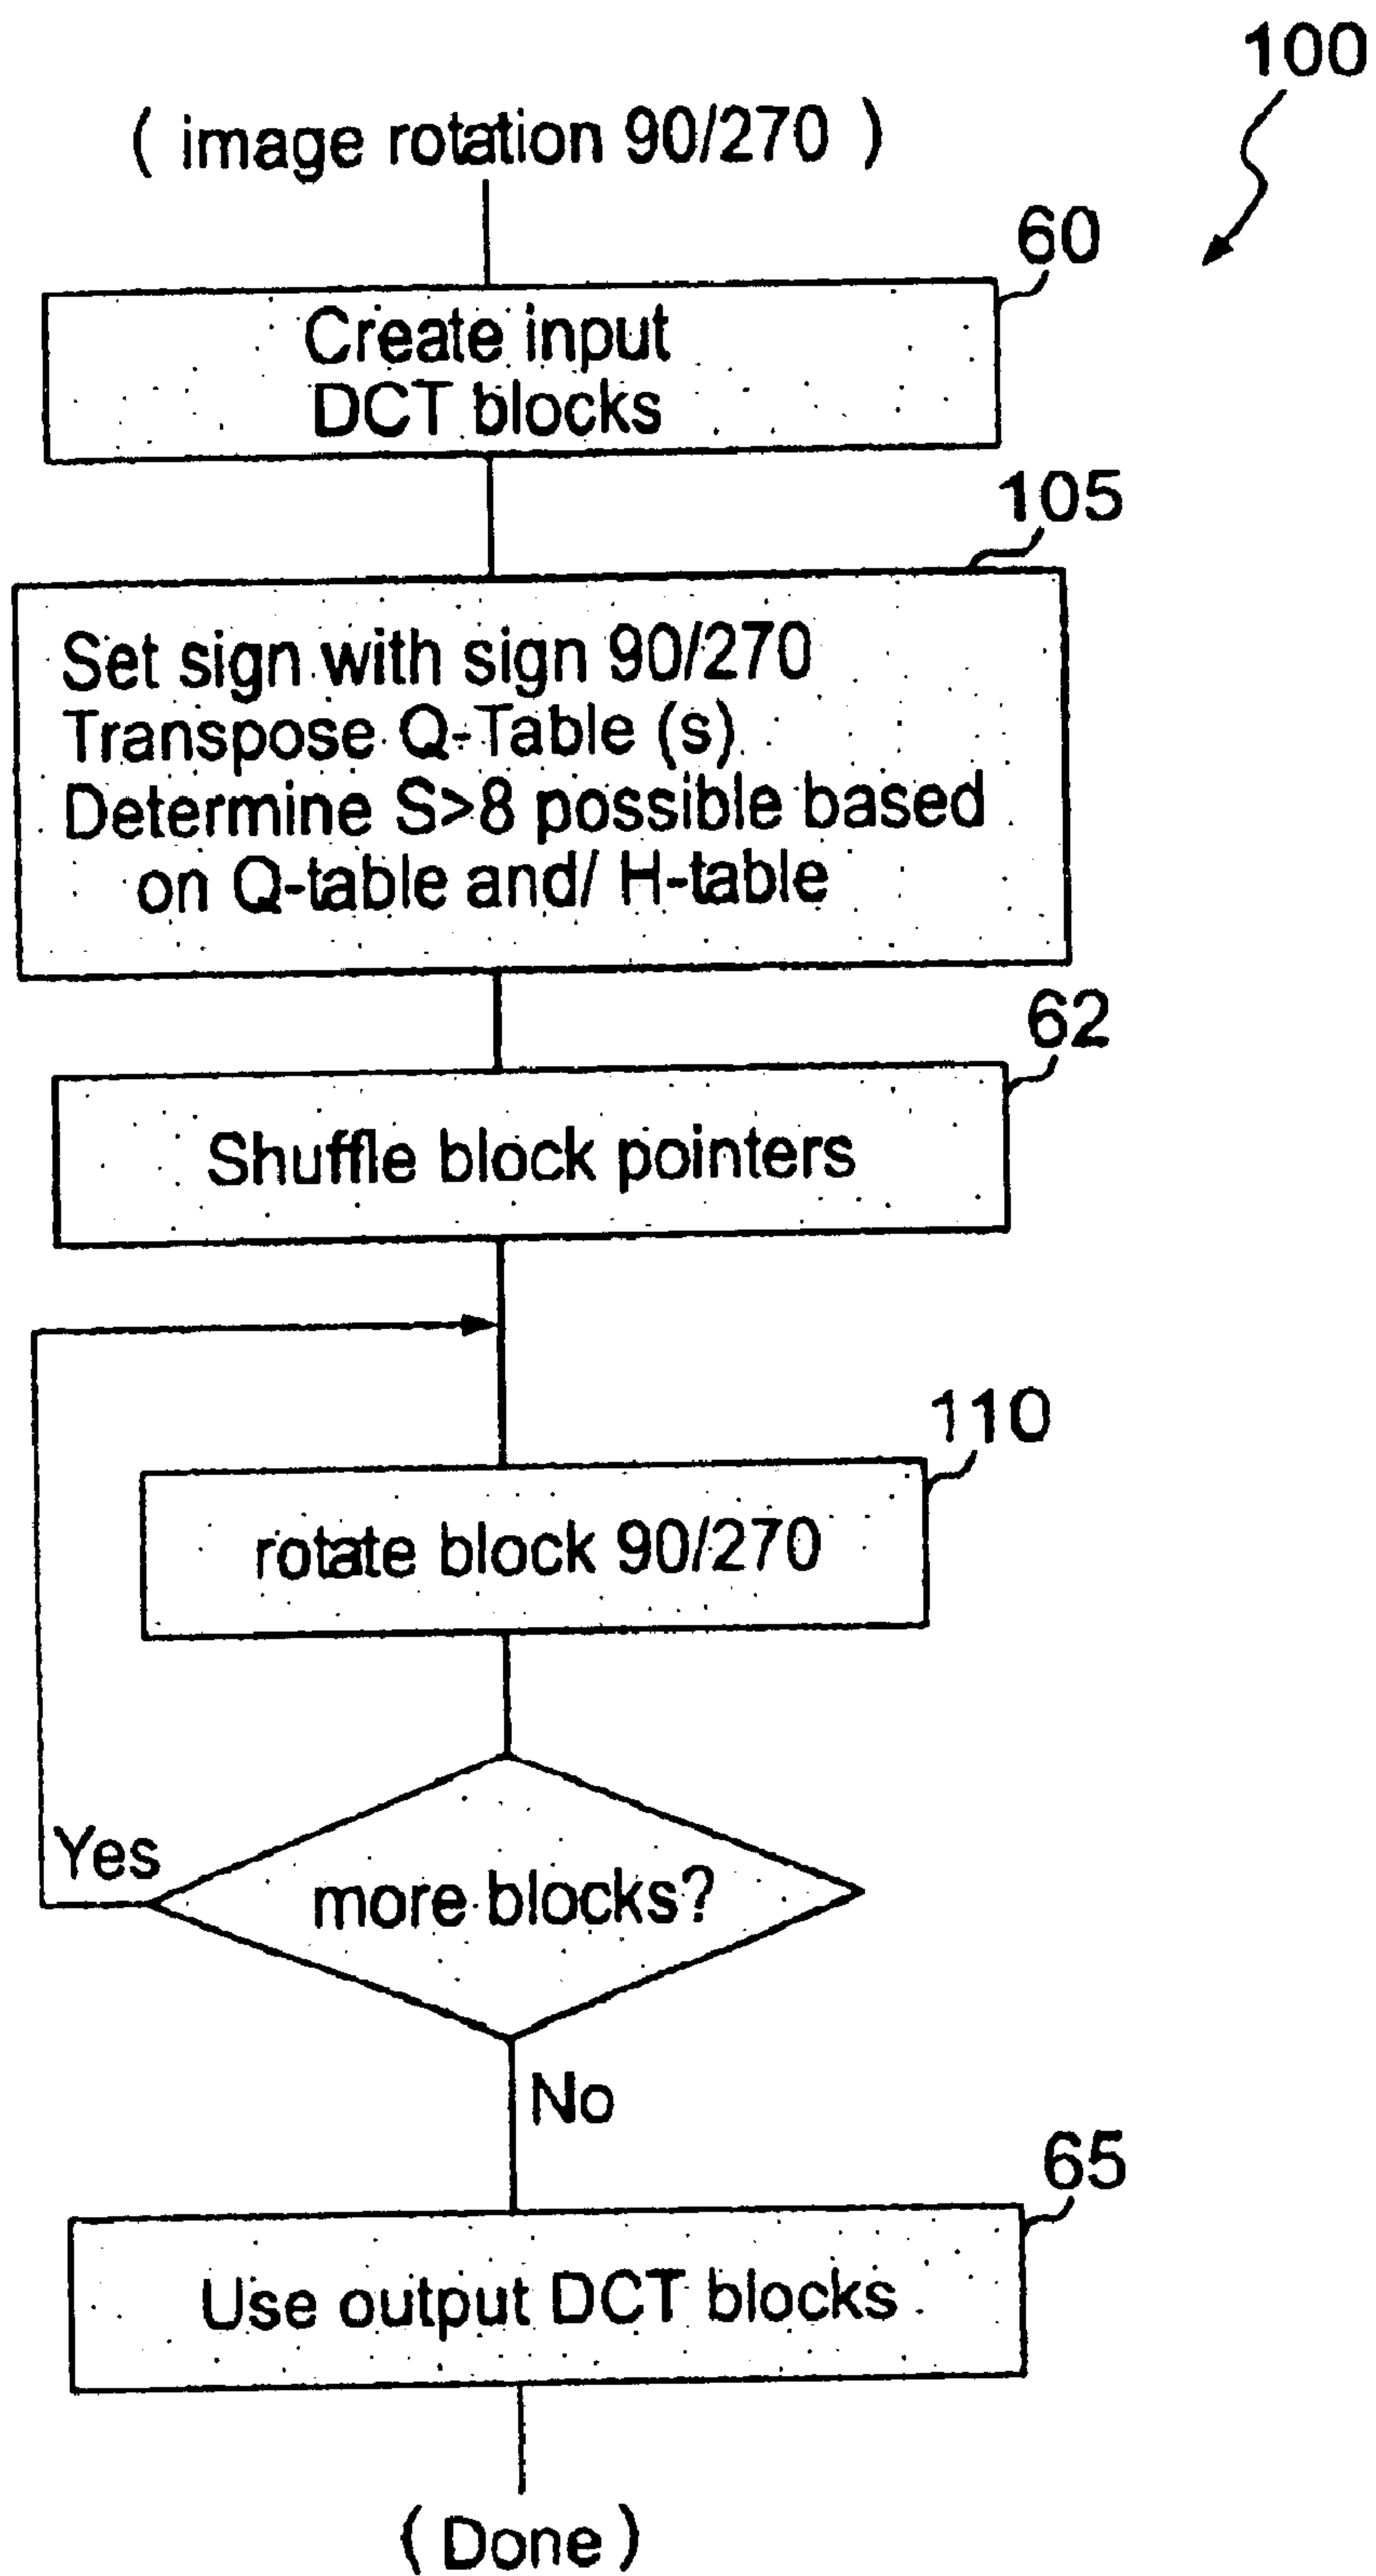 100
( image rotation 90/270 )
60
Create input
DCT blocks
105
Set sign with sign 90/270
Transpose Q-Table (s)
Determine S>8 possible based
on Q-table and/ H-table
62
Shuffle block pointers
110
rotate block 90/270
Yes
more blocks?
No
65
Use output DCT blocks
(Done)